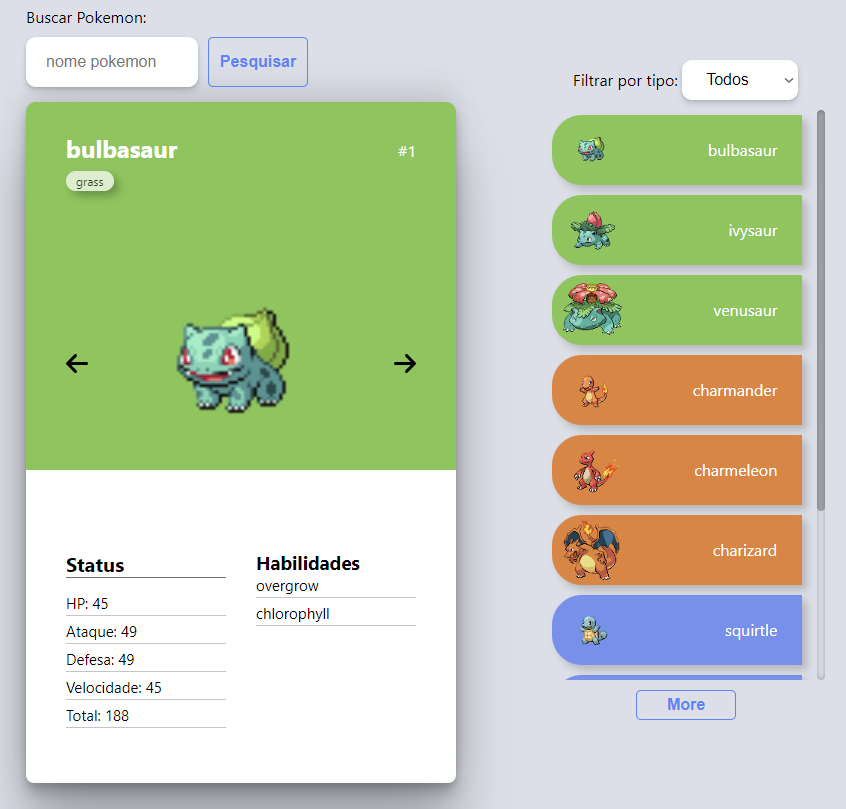 Buscar Pokemon:
nome pokemon
Pesquisar
bulbasaur
#1
grass
Status
HP: 45
Ataque: 49
Defesa: 49
Velocidade: 45
Total: 188
Habilidades
overgrow
chlorophyll
Filtrar por tipo: Todos
bulbasaur
ivysaur
venusaur
charmander
charmeleon
charizard
squirtle
More